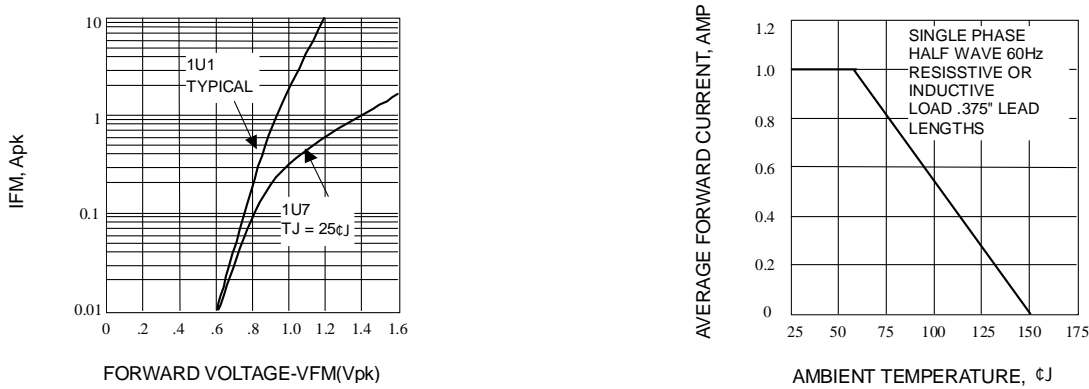 IFM, Apk
10
1
0.1
0.01
1U1
TYPICAL
1U7
TJ = 25¢J
0 .2 .4 .6 .8 1.0 1.2 1.4 1.6
FORWARD VOLTAGE-VFM(Vpk)
AVERAGE FORWARD CURRENT, AMP
1.2
1.0
0.8
0.6
0.4
0.2
0
SINGLE PHASE
HALF WAVE 60Hz
RESISSTIVE OR
INDUCTIVE
LOAD .375" LEAD
LENGTHS
25 50 75 100 125 150 175
AMBIENT TEMPERATURE, ¢J